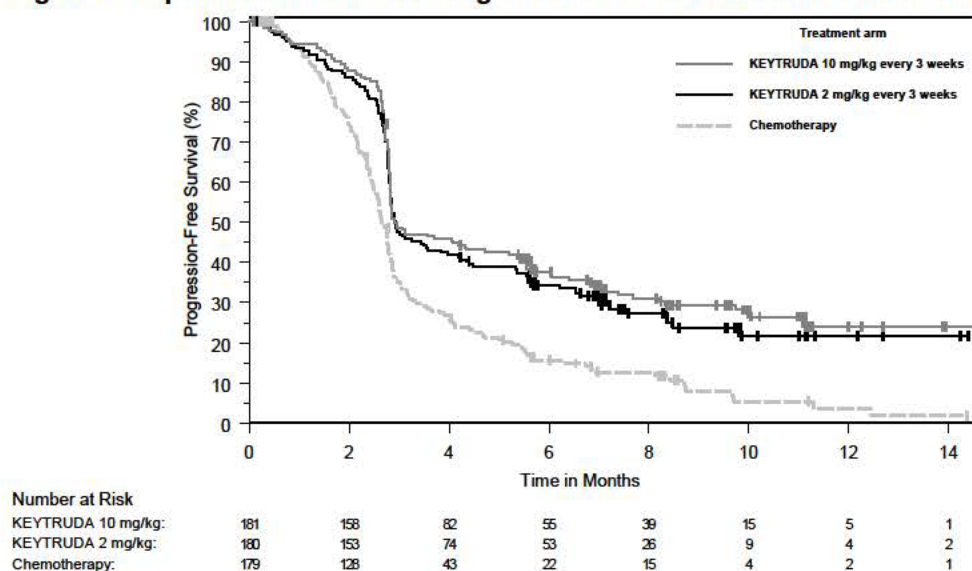 Treatment arm
KEYTRUDA 10 mg/kg every 3 weeks
KEYTRUDA 2 mg/kg every 3 weeks
Chemotherapy
Progression-Free Survival (%)
100
90
80
70
60
50
40
30
20
10
0
0 2 4 6 8 10 12 14
Time in Months
Number at Risk
KEYTRUDA 10 mg/kg: 181 158 82 55 39 15 5 1
KEYTRUDA 2 mg/kg: 180 153 74 53 26 9 4 2
Chemotherapy: 179 128 43 22 15 4 2 1